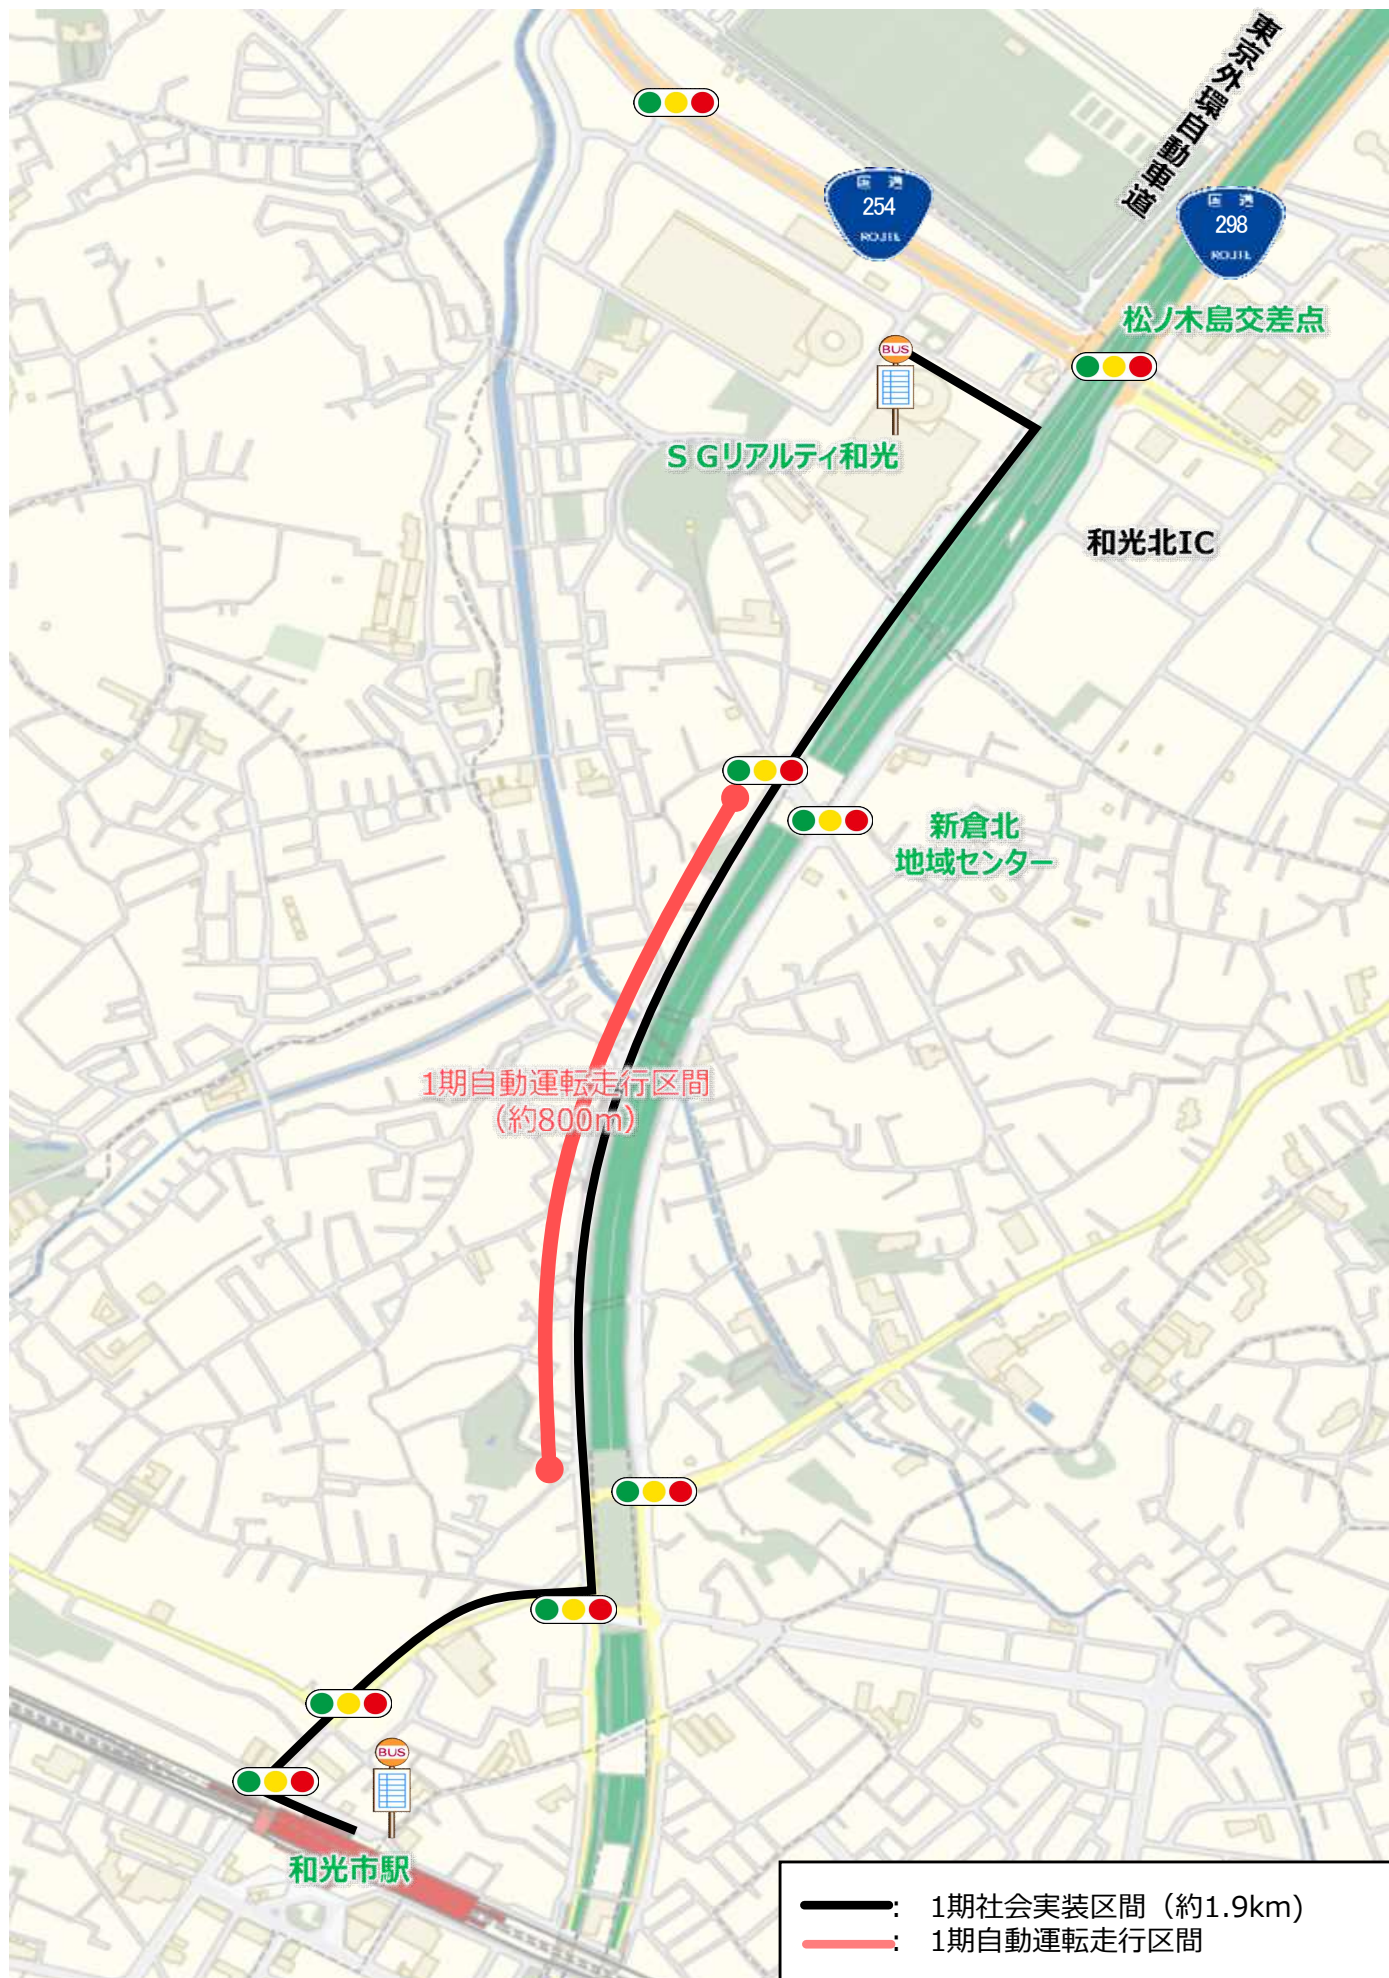 東京外環自動車道
国道
254
ROUTE
国道
298
ROUTE
松ノ木島交差点
BUS
SGリアルティ和光
和光北IC
新倉北
地域センター
1期自動運転走行区間
(約800m)
BUS
和光市駅
: 1期社会実装区間（約1.9km)
: 1期自動運転走行区間